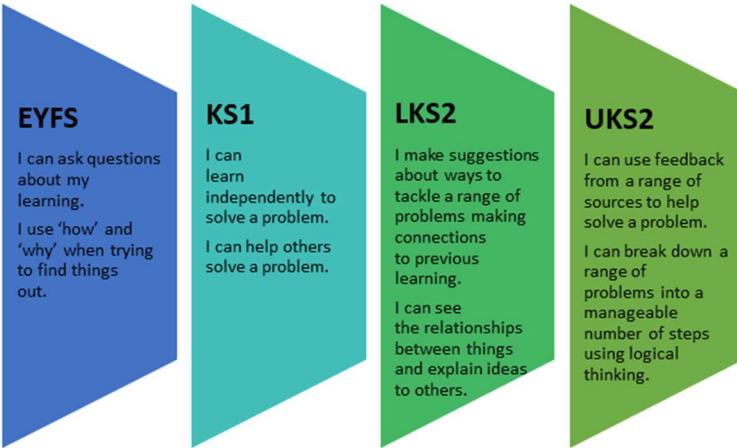 EYFS
I can ask questions
about my
learning.
I use ‘how’ and
‘why’ when trying
to find things
out.
KS1
I can
learn
independently to
solve a problem.
I can help others
solve a problem.
LKS2
I make suggestions
about ways to
tackle a range of
problems making
connections
to previous
learning.
I can see
the relationships
between things
and explain ideas
to others.
UKS2
I can use feedback
from a range of
sources to help
solve a problem.
I can break down a
range of
problems into a
manageable
number of steps
using logical
thinking.